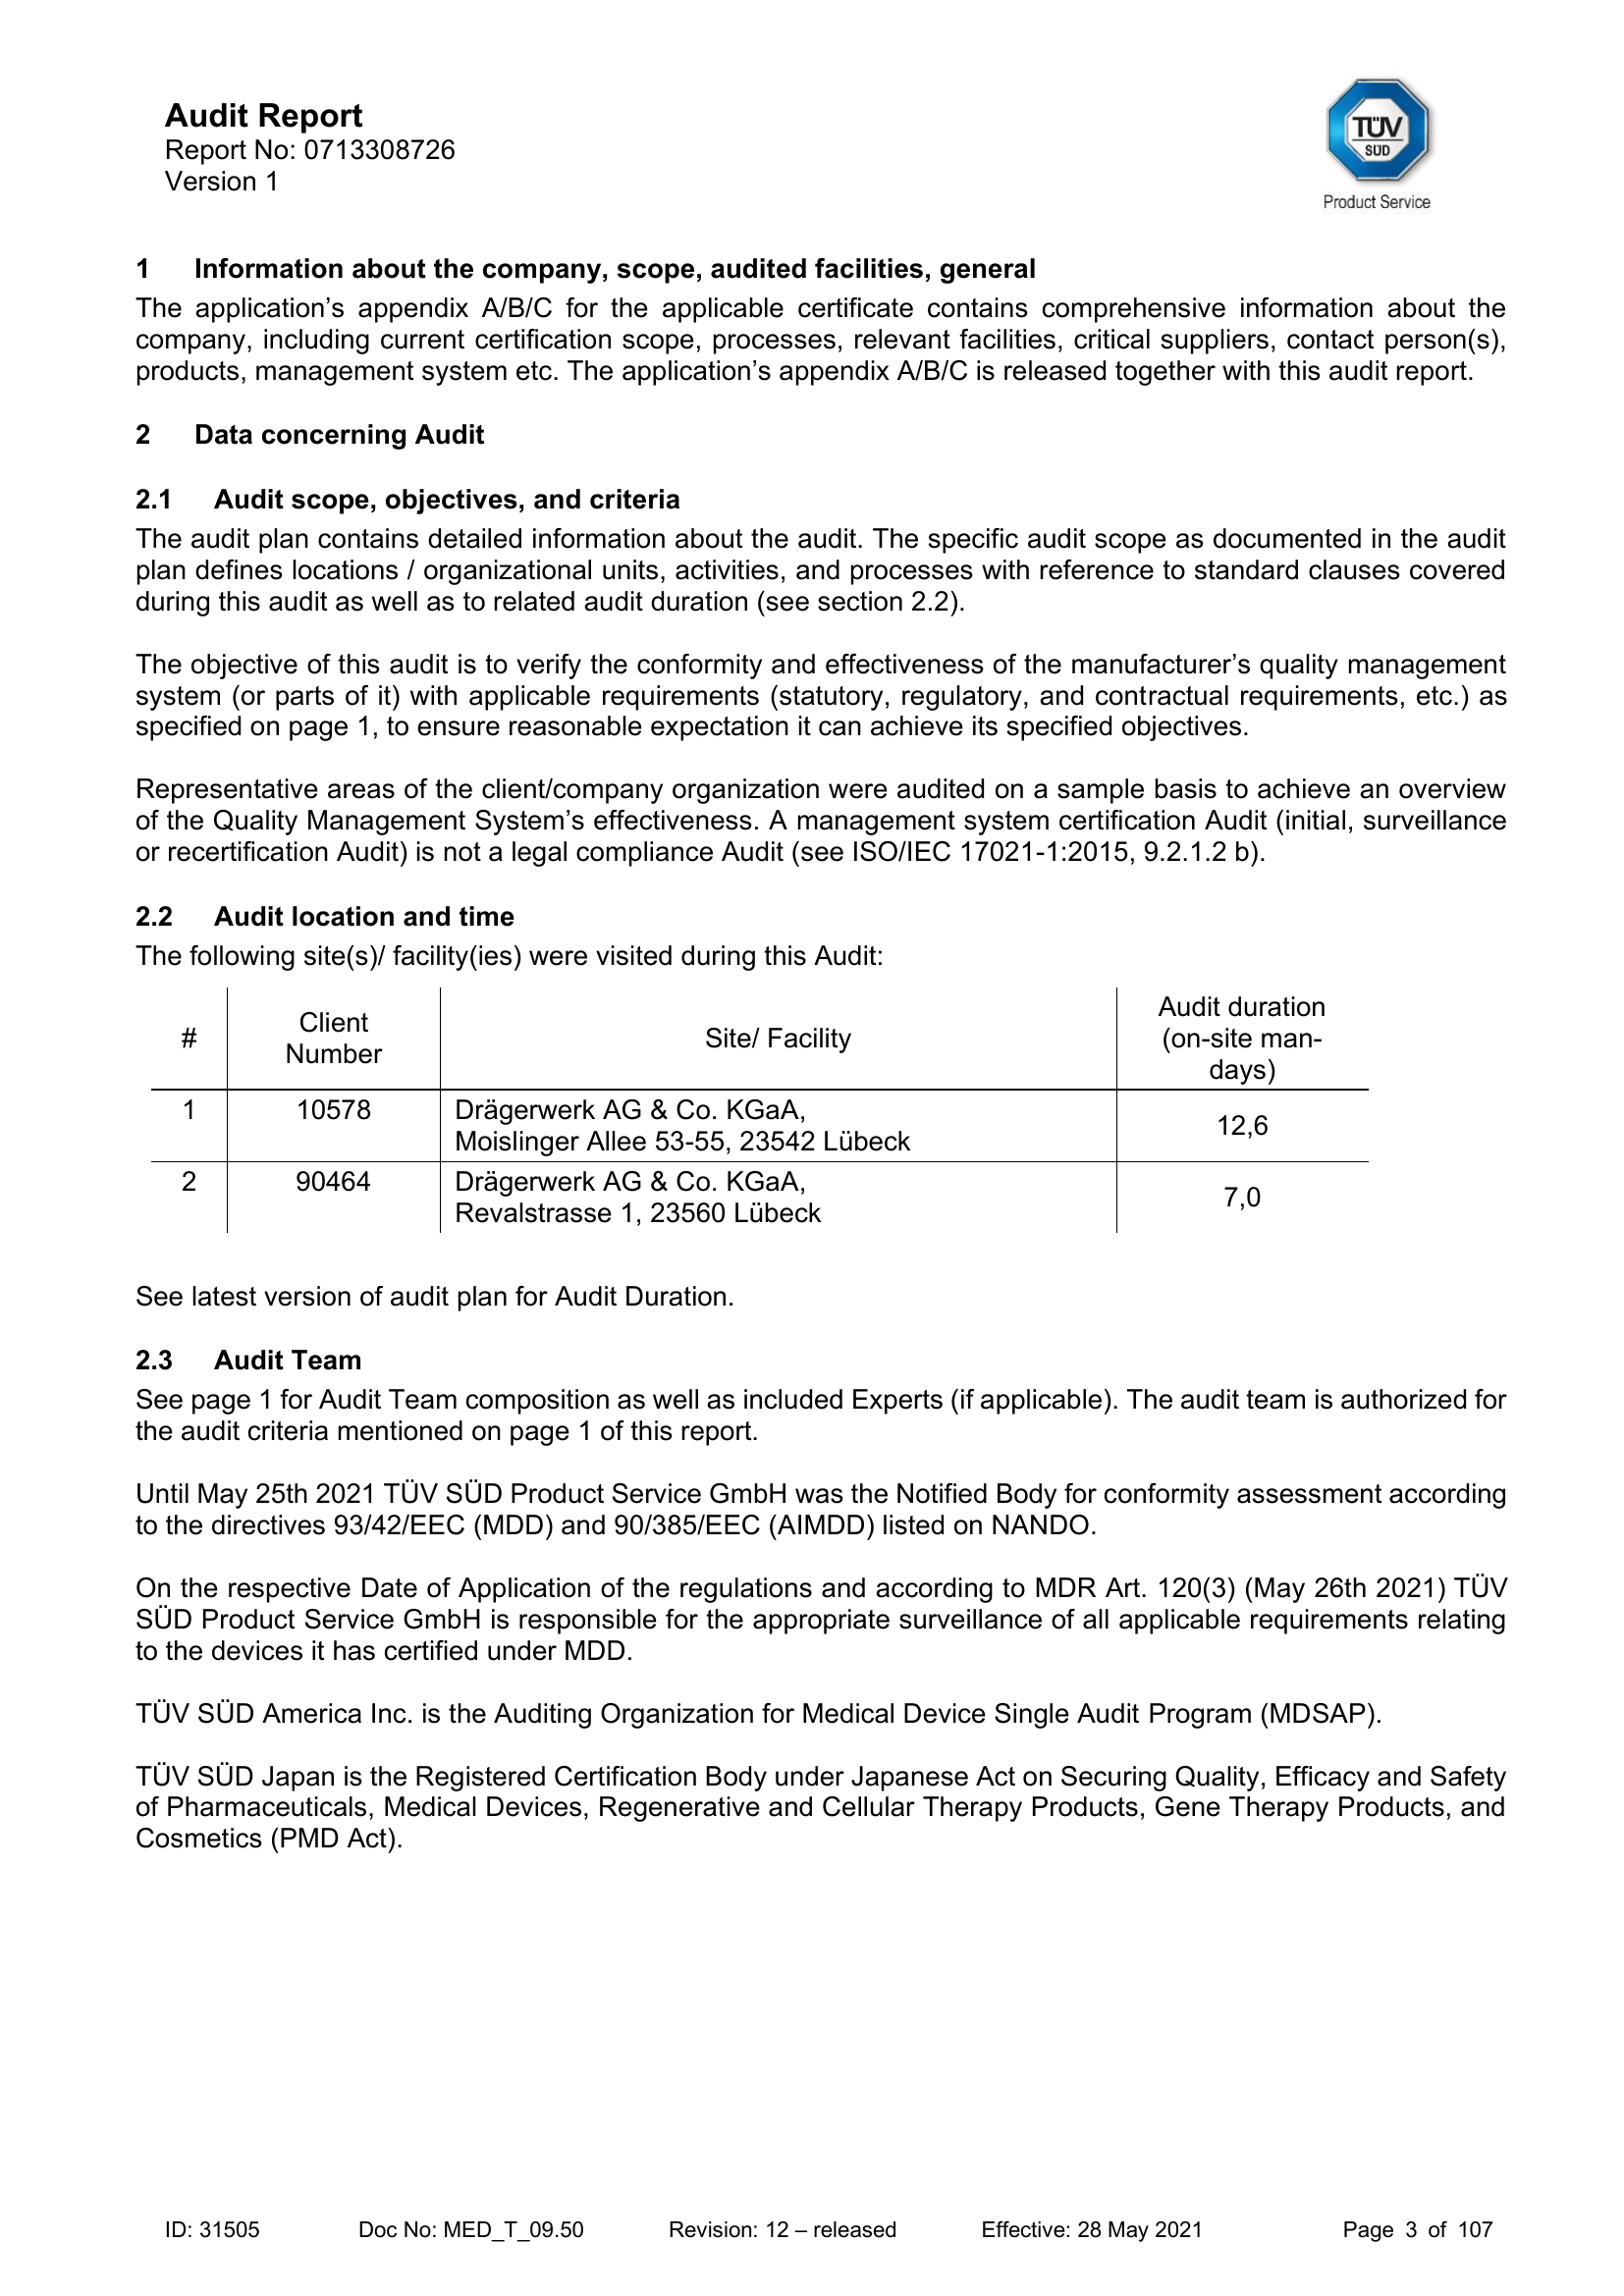 Audit Report
Report No: 0713308726
Version 1
TÜV
SÜD
Product Service
1 Information about the company, scope, audited facilities, general
The application’s appendix A/B/C for the applicable certificate contains comprehensive information about the
company, including current certification scope, processes, relevant facilities, critical suppliers, contact person(s),
products, management system etc. The application’s appendix A/B/C is released together with this audit report.
2 Data concerning Audit
2.1 Audit scope, objectives, and criteria
The audit plan contains detailed information about the audit. The specific audit scope as documented in the audit
plan defines locations / organizational units, activities, and processes with reference to standard clauses covered
during this audit as well as to related audit duration (see section 2.2).
The objective of this audit is to verify the conformity and effectiveness of the manufacturer’s quality management
system (or parts of it) with applicable requirements (statutory, regulatory, and contractual requirements, etc.) as
specified on page 1, to ensure reasonable expectation it can achieve its specified objectives.
Representative areas of the client/company organization were audited on a sample basis to achieve an overview
of the Quality Management System’s effectiveness. A management system certification Audit (initial, surveillance
or recertification Audit) is not a legal compliance Audit (see ISO/IEC 17021-1:2015, 9.2.1.2 b).
2.2 Audit location and time
The following site(s)/ facility(ies) were visited during this Audit:
#
Client
Number
Site/ Facility
Audit duration
(on-site man-
days)
1
10578
Drägerwerk AG & Co. KGaA,
Moislinger Allee 53-55, 23542 Lübeck
12,6
2
90464
Drägerwerk AG & Co. KGaA,
Revalstrasse 1, 23560 Lübeck
7,0
See latest version of audit plan for Audit Duration.
2.3 Audit Team
See page 1 for Audit Team composition as well as included Experts (if applicable). The audit team is authorized for
the audit criteria mentioned on page 1 of this report.
Until May 25th 2021 TÜV SÜD Product Service GmbH was the Notified Body for conformity assessment according
to the directives 93/42/EEC (MDD) and 90/385/EEC (AIMDD) listed on NANDO.
On the respective Date of Application of the regulations and according to MDR Art. 120(3) (May 26th 2021) TÜV
SÜD Product Service GmbH is responsible for the appropriate surveillance of all applicable requirements relating
to the devices it has certified under MDD.
TÜV SÜD America Inc. is the Auditing Organization for Medical Device Single Audit Program (MDSAP).
TÜV SÜD Japan is the Registered Certification Body under Japanese Act on Securing Quality, Efficacy and Safety
of Pharmaceuticals, Medical Devices, Regenerative and Cellular Therapy Products, Gene Therapy Products, and
Cosmetics (PMD Act).
ID: 31505 Doc No: MED_T_09.50 Revision: 12 – released Effective: 28 May 2021 Page 3 of 107